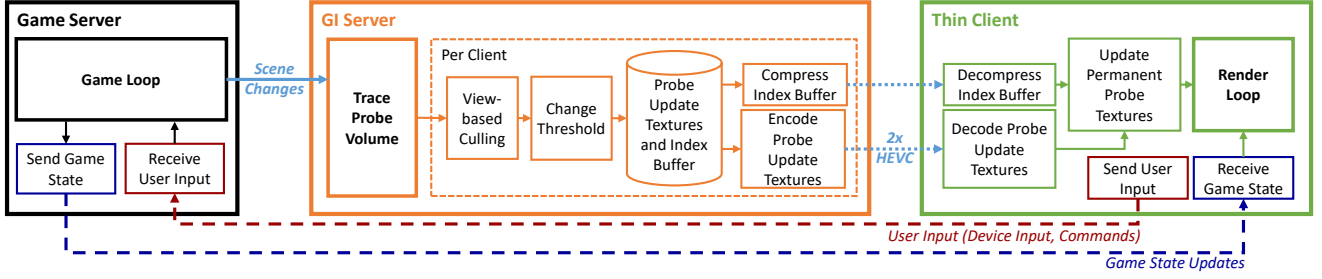 Game Server
Game Loop
Send Game
State
Receive
User Input
Scene
Changes
GI Server
Trace
Probe
Volume
Per Client
View-
based
Culling
Change
Threshold
Probe
Update
Textures
and Index
Buffer
Compress
Index Buffer
Encode
Probe
Update
Textures
2x
HEVC
Thin Client
Decompress
Index Buffer
Decode Probe
Update
Textures
Update
Permanent
Probe
Textures
Render
Loop
Send User
Input
Receive
Game State
User Input (Device Input, Commands)
Game State Updates